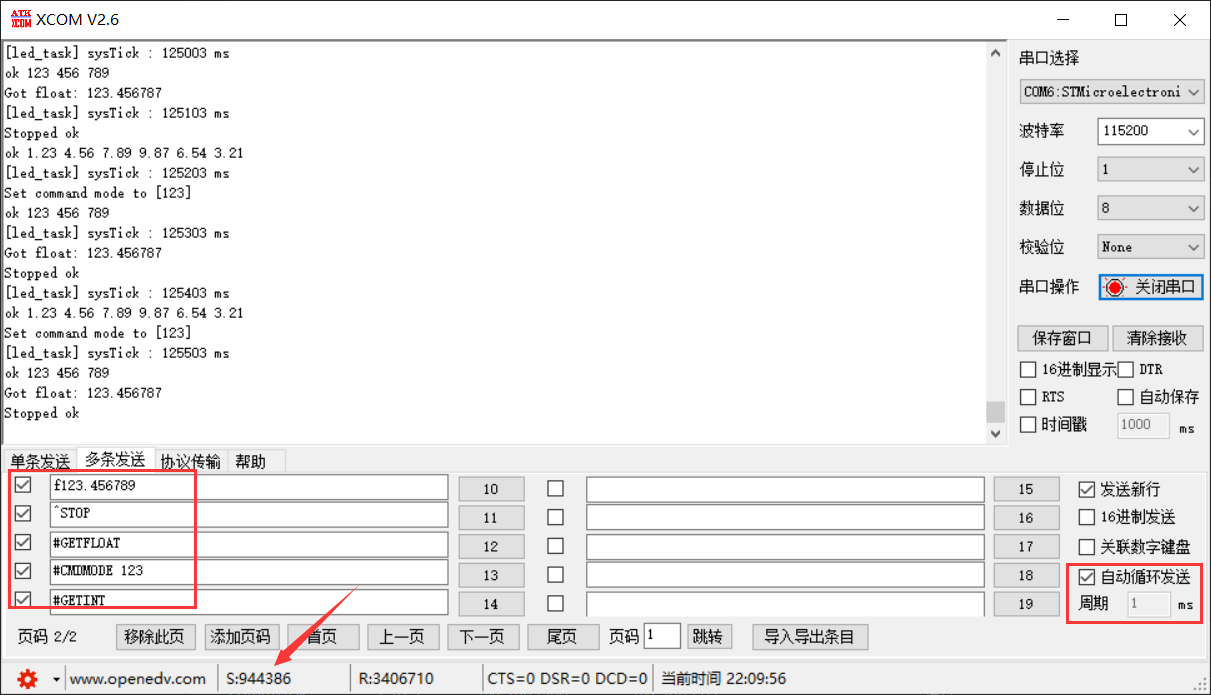 ATK XCOM XCOM V2.6
[led_task] sysTick : 125003 ms
ok 123 456 789
Got float: 123.456787
[led_task] sysTick : 125103 ms
Stopped ok
ok 1.23 4.56 7.89 9.87 6.54 3.21
[led_task] sysTick : 125203 ms
Set command mode to [123]
ok 123 456 789
[led_task] sysTick : 125303 ms
Got float: 123.456787
Stopped ok
[led_task] sysTick : 125403 ms
ok 1.23 4.56 7.89 9.87 6.54 3.21
Set command mode to [123]
[led_task] sysTick : 125503 ms
ok 123 456 789
Got float: 123.456787
Stopped ok
串口选择
COM6:STMicroelectroni
波特率 115200
停止位 1
数据位 8
校验位 None
串口操作 关闭串口
保存窗口 清除接收
16进制显示 DTR
RTS 自动保存
时间戳 1000 ms
单条发送 多条发送 协议传输 帮助
f123.456789 10 15 发送新行
^STOP 11 16 16进制发送
#GETFLOAT 12 17 关联数字键盘
#CMDMODE 123 13 18 自动循环发送
#GETINT 14 19 周期 1 ms
页码 2/2 移除此页 添加页码 首页 上一页 下一页 尾页 页码 1 跳转 导入导出条目
www.openedv.com S:944386 R:3406710 CTS=0 DSR=0 DCD=0 当前时间 22:09:56